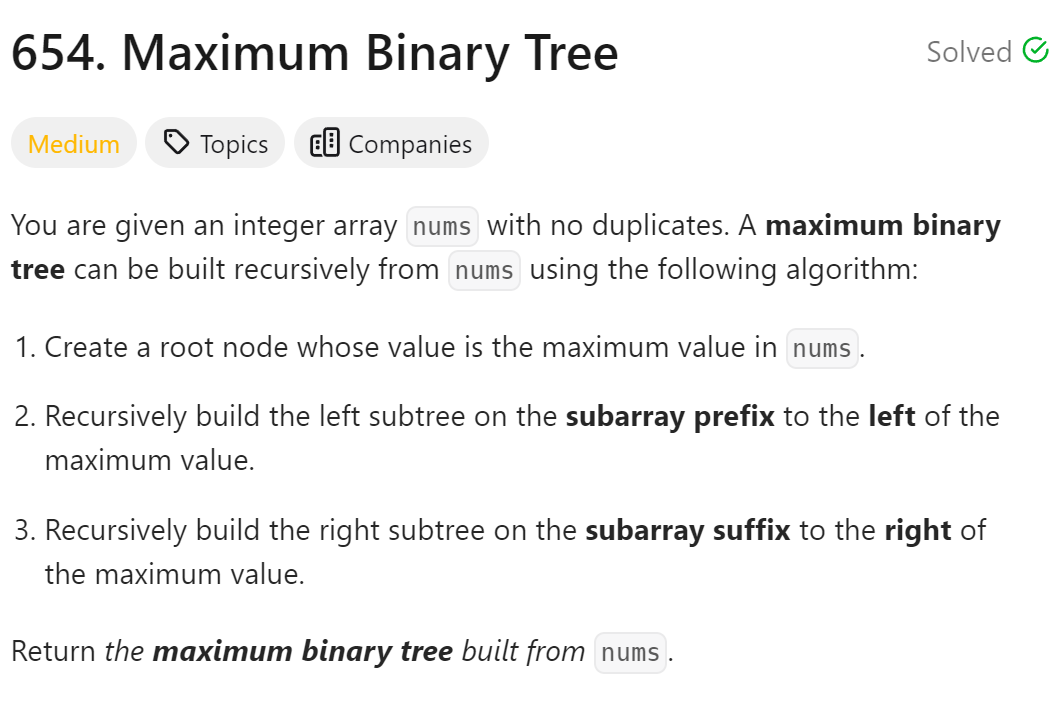 654. Maximum Binary Tree
Solved
Medium
Topics
Companies
You are given an integer array nums with no duplicates. A maximum binary
tree can be built recursively from nums using the following algorithm:
1. Create a root node whose value is the maximum value in nums.
2. Recursively build the left subtree on the subarray prefix to the left of the
maximum value.
3. Recursively build the right subtree on the subarray suffix to the right of
the maximum value.
Return the maximum binary tree built from nums.